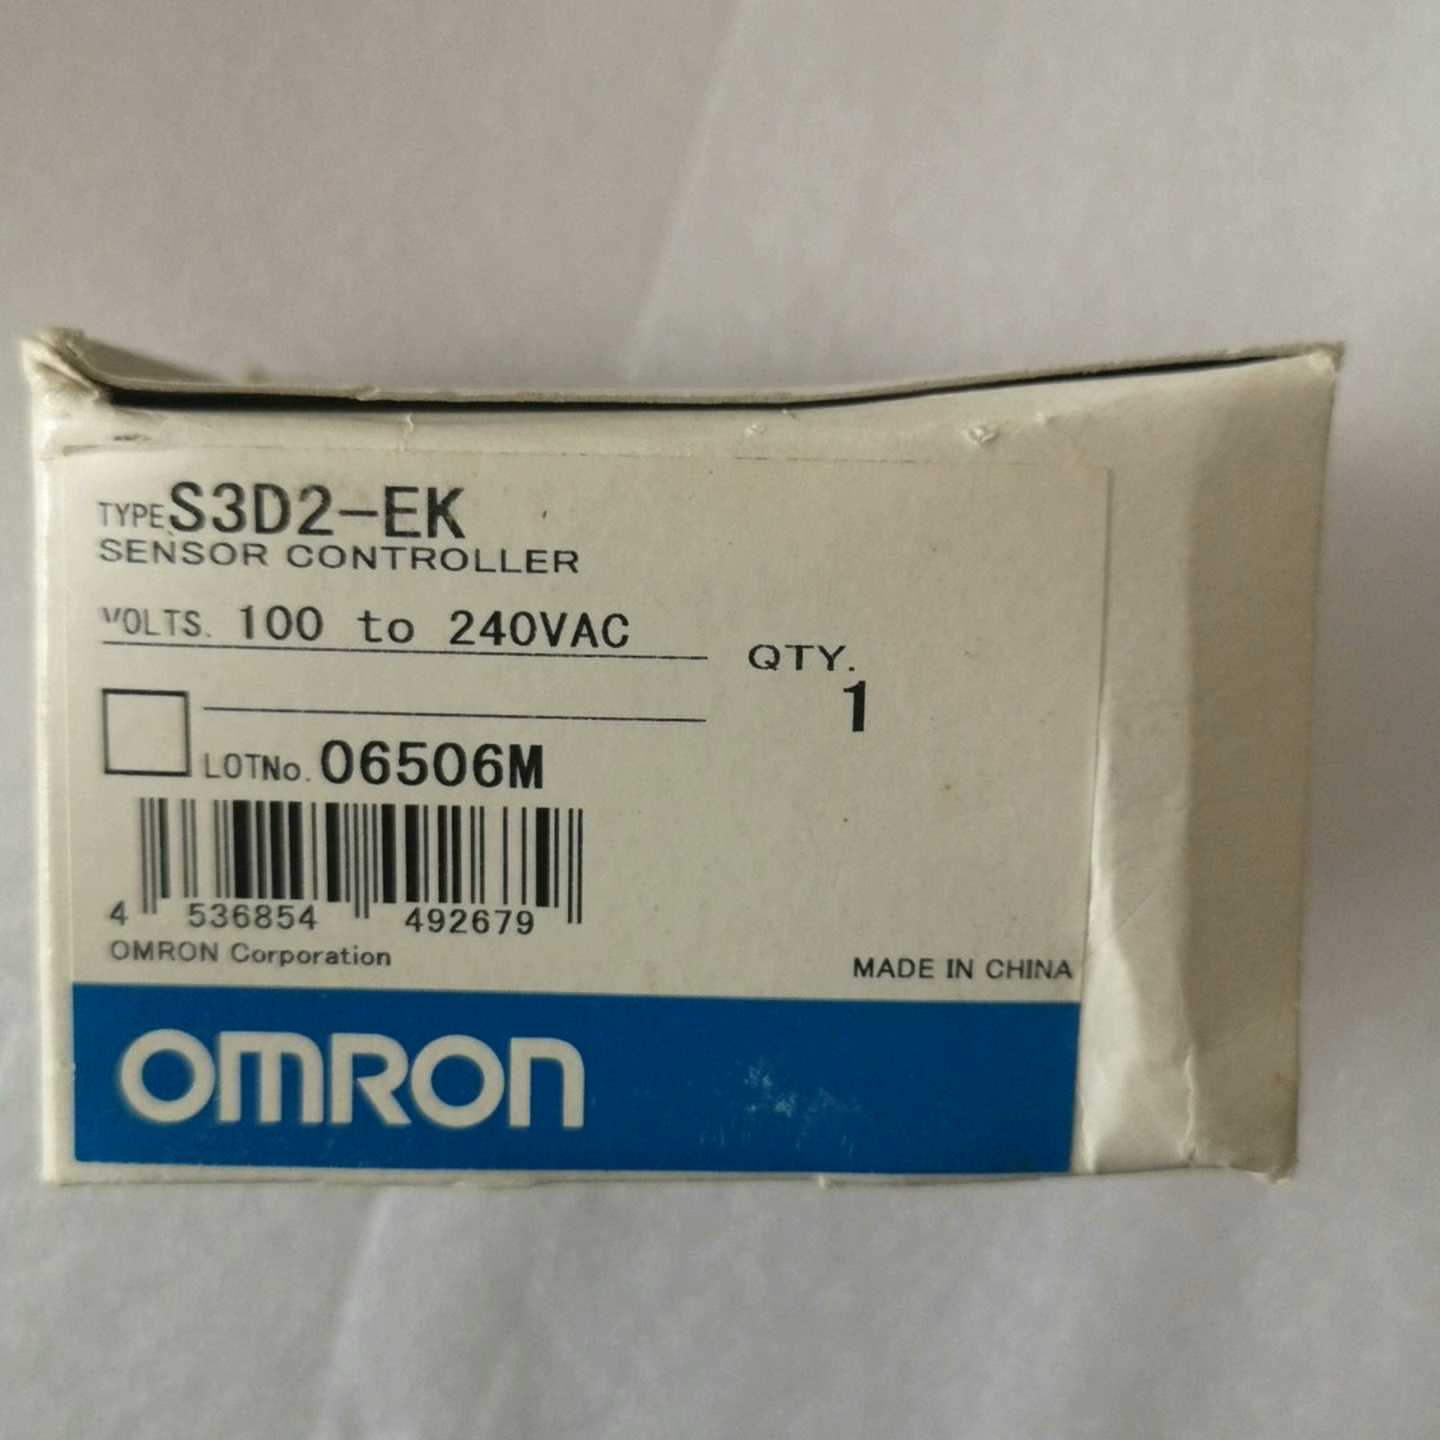 TYPE S3D2-EK
SENSOR CONTROLLER
VOLTS. 100 to 240VAC
QTY.
1
LOTNo. 06506M
4 536854 492679
OMRON Corporation
MADE IN CHINA
OMRON